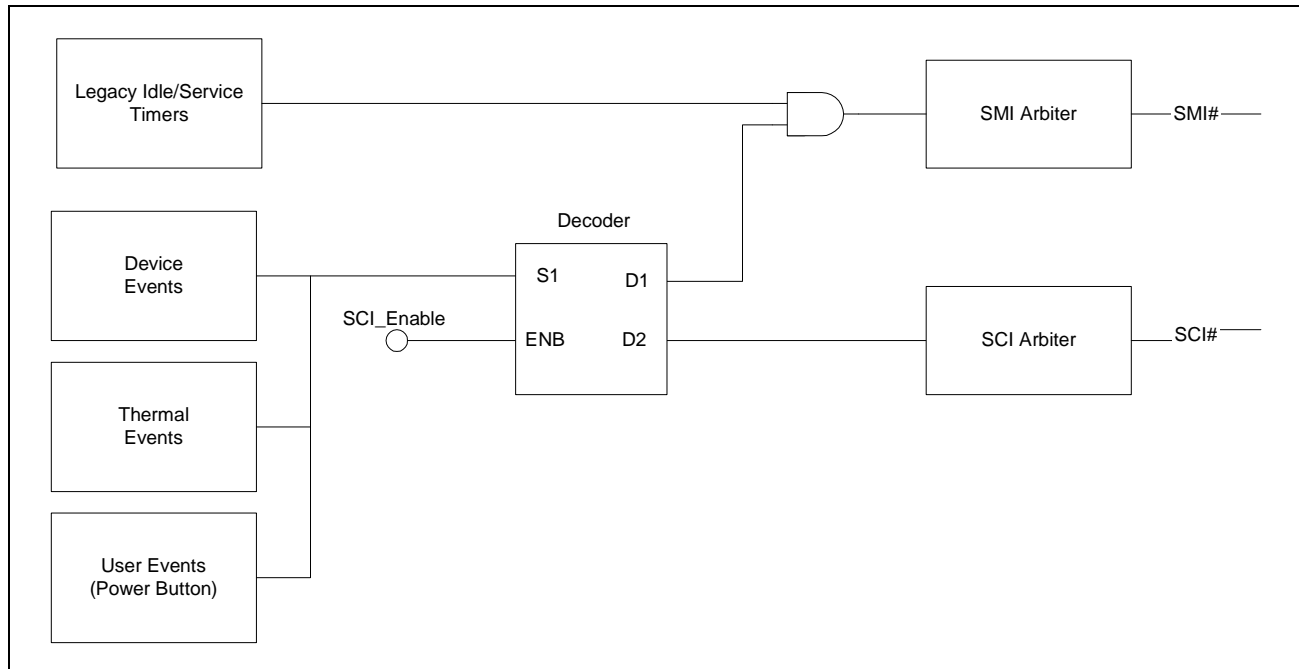 Legacy Idle/Service
Timers
SMI Arbiter
SMI#
Device
Events
Decoder
S1
D1
SCI_Enable
ENB
D2
SCI Arbiter
SCI#
Thermal
Events
User Events
(Power Button)